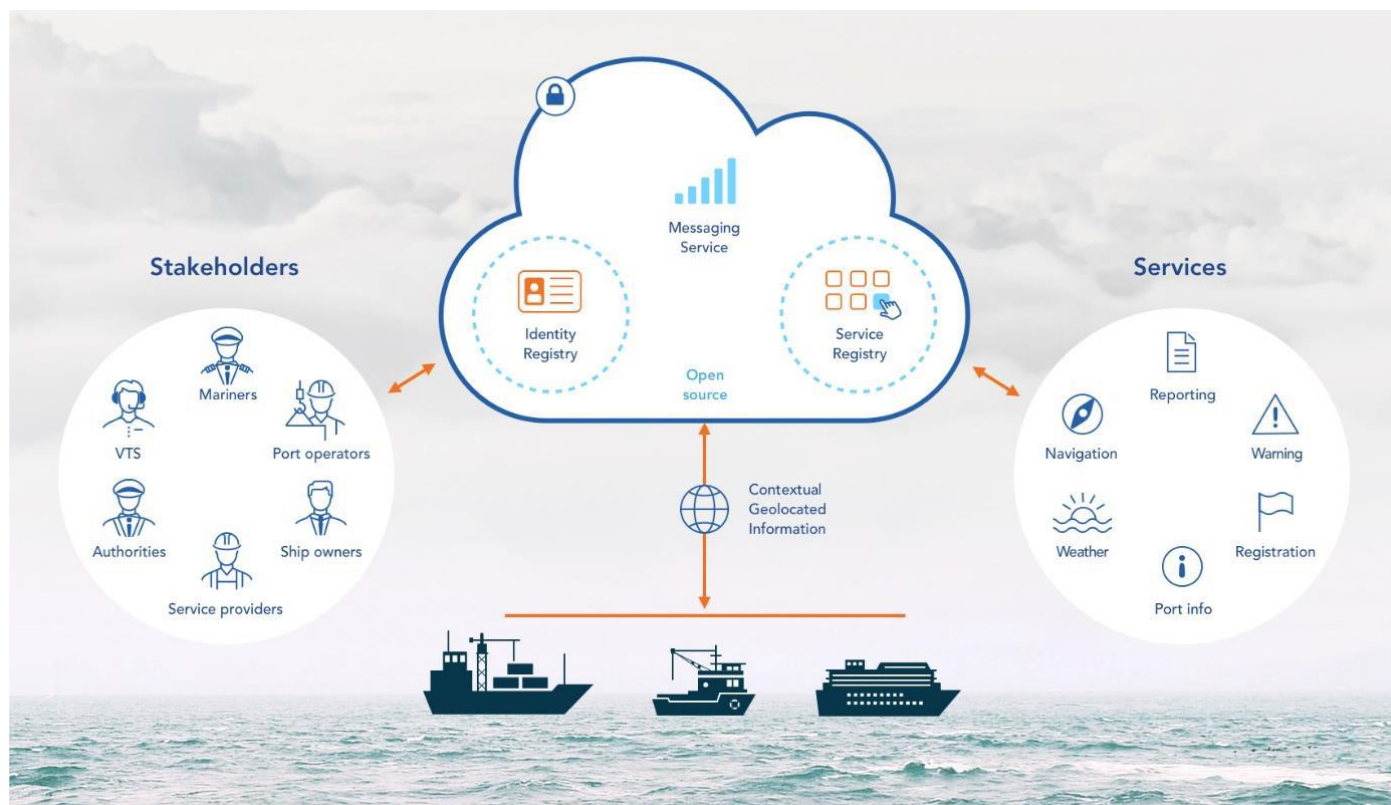 Messaging
Service
Identity
Registry
Service
Registry
Open
source
Stakeholders
Mariners
VTS
Port operators
Authorities
Ship owners
Service providers
Contextual
Geolocated
Information
Services
Reporting
Navigation
Warning
Weather
Registration
Port info